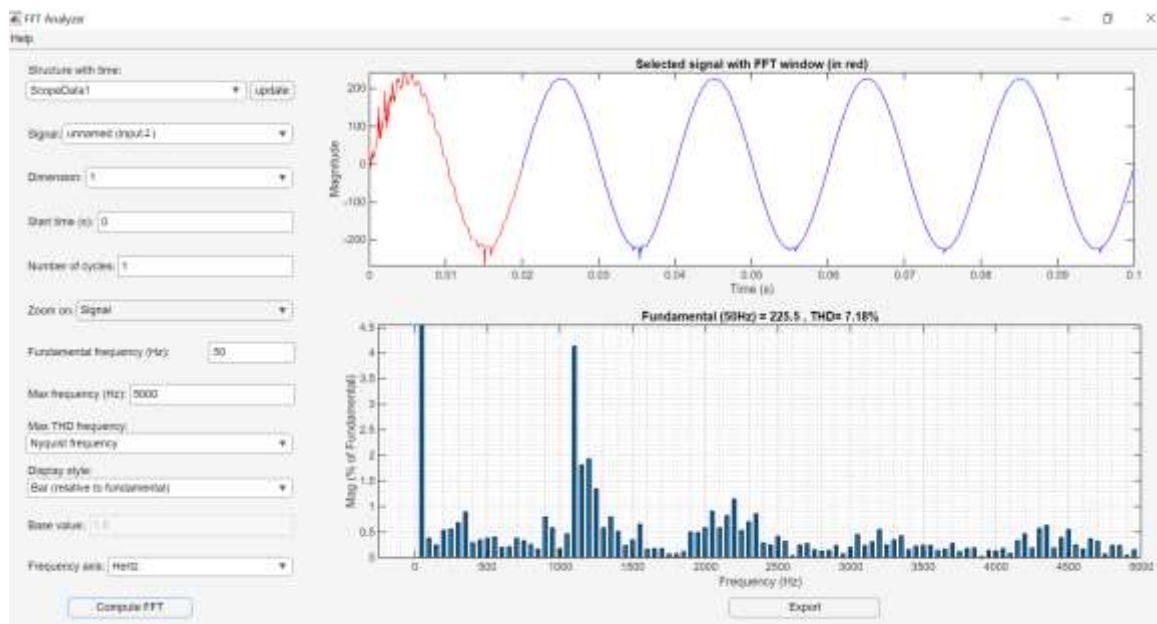 FFT Analyzer
Help
Structure with time:
ScopeData1
update
Signal: unnamed (Input 2)
Dimension: 1
Start time (s): 0
Number of cycles: 1
Zoom on: Signal
Fundamental frequency (Hz): 50
Max frequency (Hz): 5000
Max THD frequency:
Nyquist frequency
Display style:
Bar (relative to fundamental)
Base value: 1.0
Frequency axis: Hertz
Compute FFT
Selected signal with FFT window (in red)
Magnitude
200
100
0
-100
-200
0 0.01 0.02 0.03 0.04 0.05 0.06 0.07 0.08 0.09 0.1
Time (s)
Fundamental (50Hz) = 225.5 , THD= 7.18%
Mag (% of Fundamental)
4.5
4
3.5
3
2.5
2
1.5
1
0.5
0
0 500 1000 1500 2000 2500 3000 3500 4000 4500 5000
Frequency (Hz)
Export